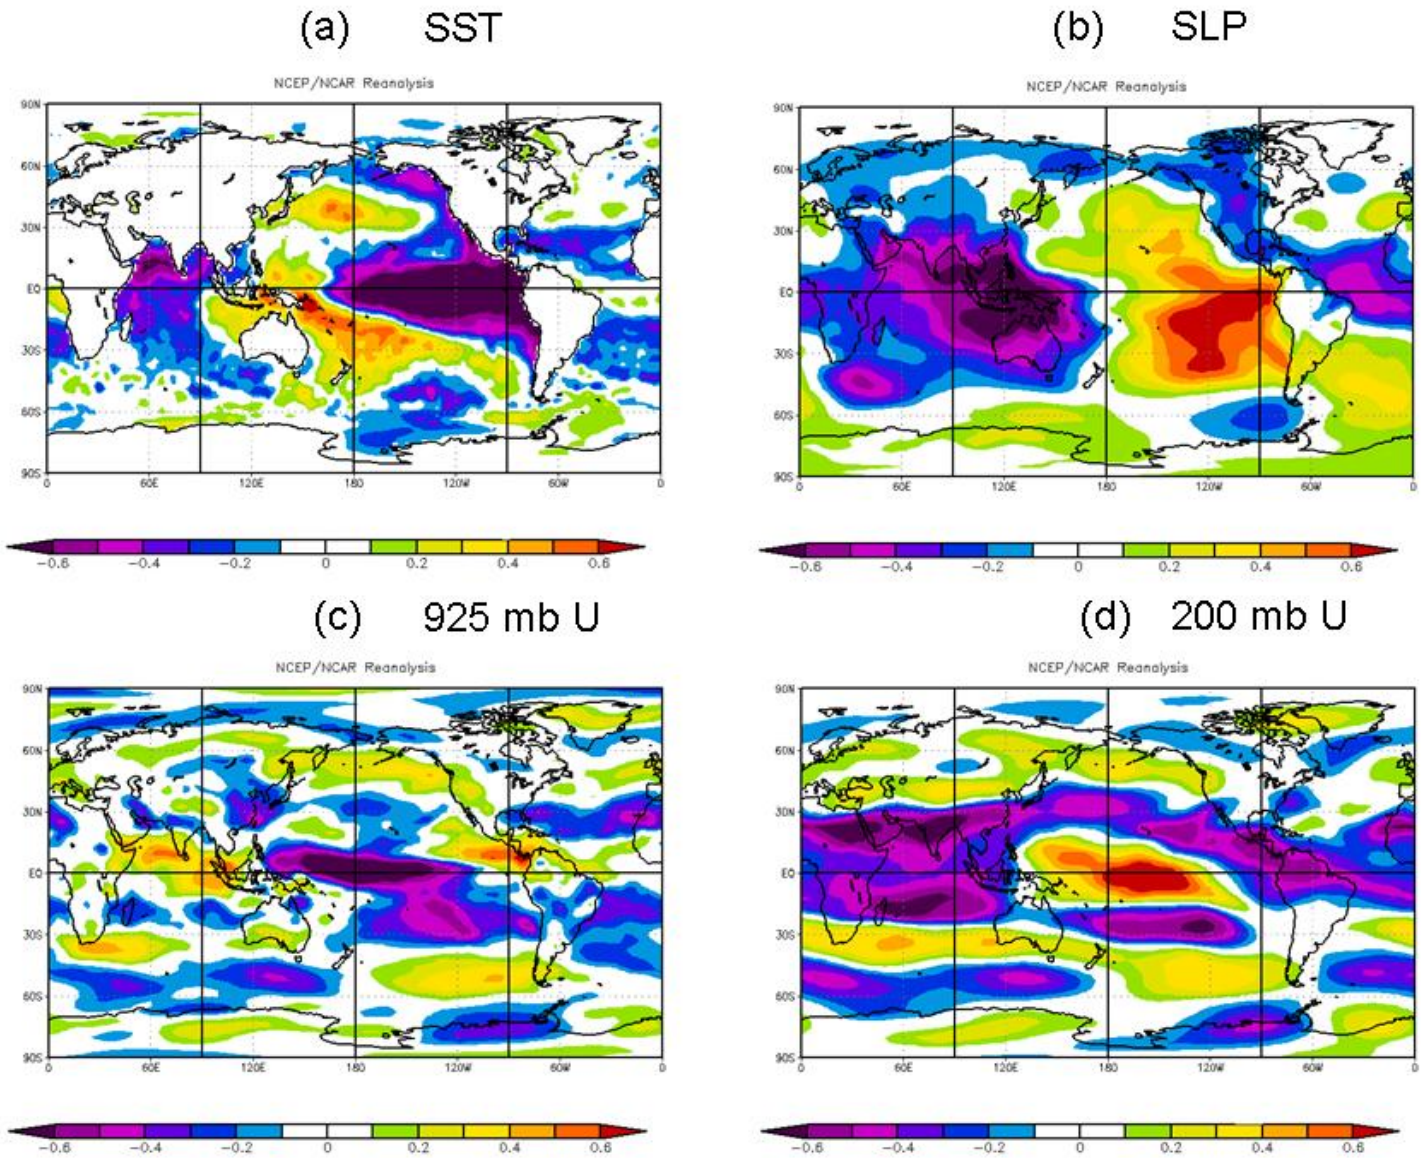 (a) SST
NCEP/NCAR Reanalysis
90N
60N
30N
EQ
30S
60S
90S
0 60E 120E 180 120W 60W 0
-0.6 -0.4 -0.2 0 0.2 0.4 0.6
(b) SLP
NCEP/NCAR Reanalysis
90N
60N
30N
EQ
30S
60S
90S
0 60E 120E 180 120W 60W 0
-0.6 -0.4 -0.2 0 0.2 0.4 0.6
(c) 925 mb U
NCEP/NCAR Reanalysis
90N
60N
30N
EQ
30S
60S
90S
0 60E 120E 180 120W 60W 0
-0.6 -0.4 -0.2 0 0.2 0.4 0.6
(d) 200 mb U
NCEP/NCAR Reanalysis
90N
60N
30N
EQ
30S
60S
90S
0 60E 120E 180 120W 60W 0
-0.6 -0.4 -0.2 0 0.2 0.4 0.6